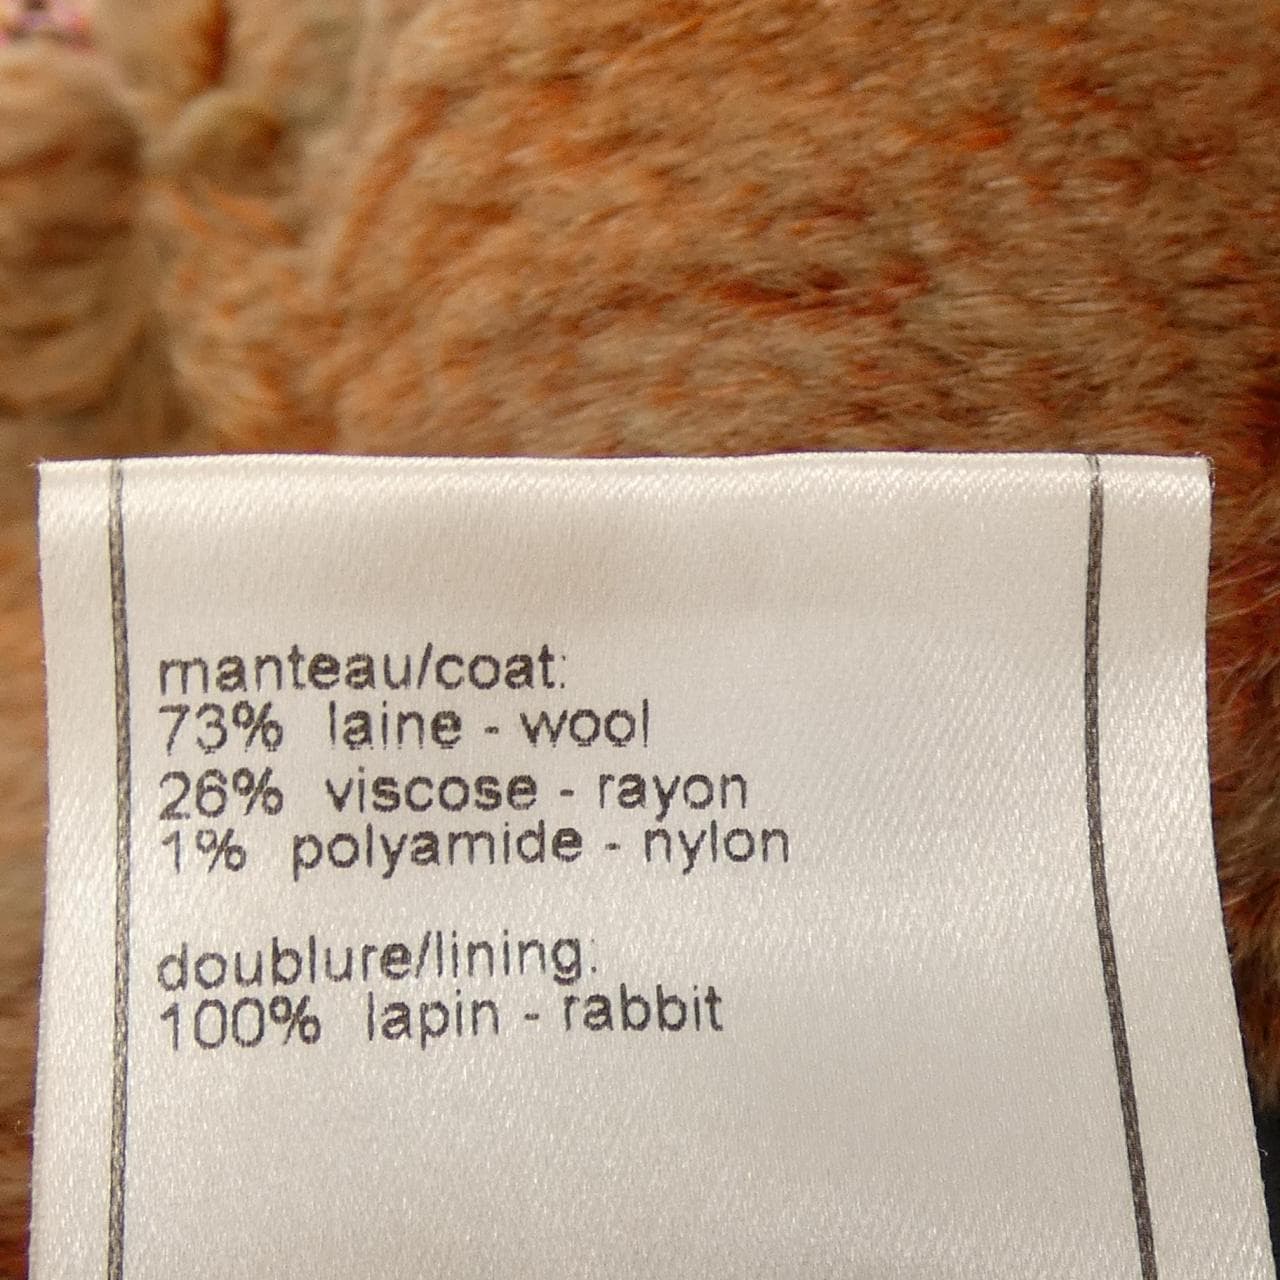 manteau/coat:
73% laine - wool
26% viscose - rayon
1% polyamide - nylon
doublure/lining:
100% lapin - rabbit